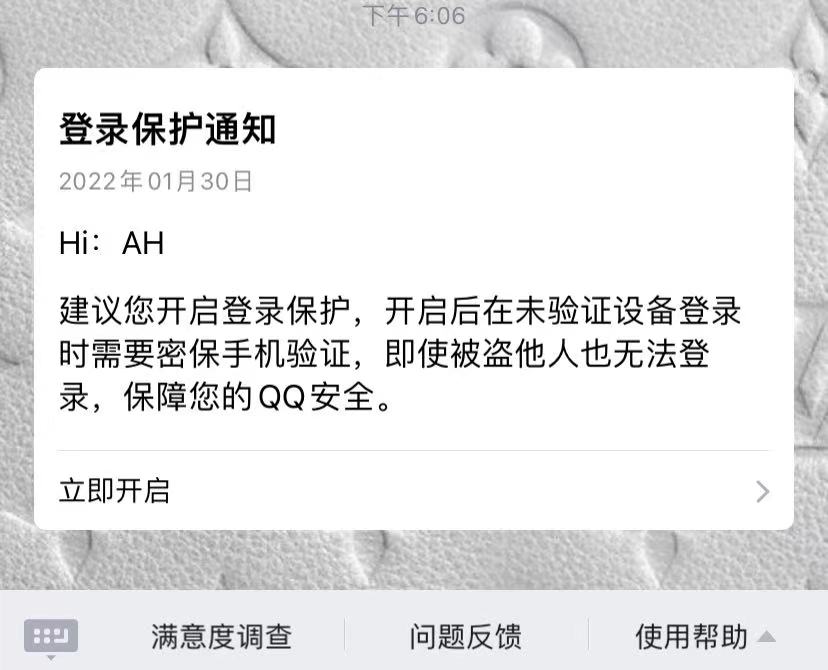 下午6:06
登录保护通知
2022年01月30日
Hi：AH
建议您开启登录保护，开启后在未验证设备登录
时需要密保手机验证，即使被盗他人也无法登
录，保障您的QQ安全。
立即开启
满意度调查 问题反馈 使用帮助